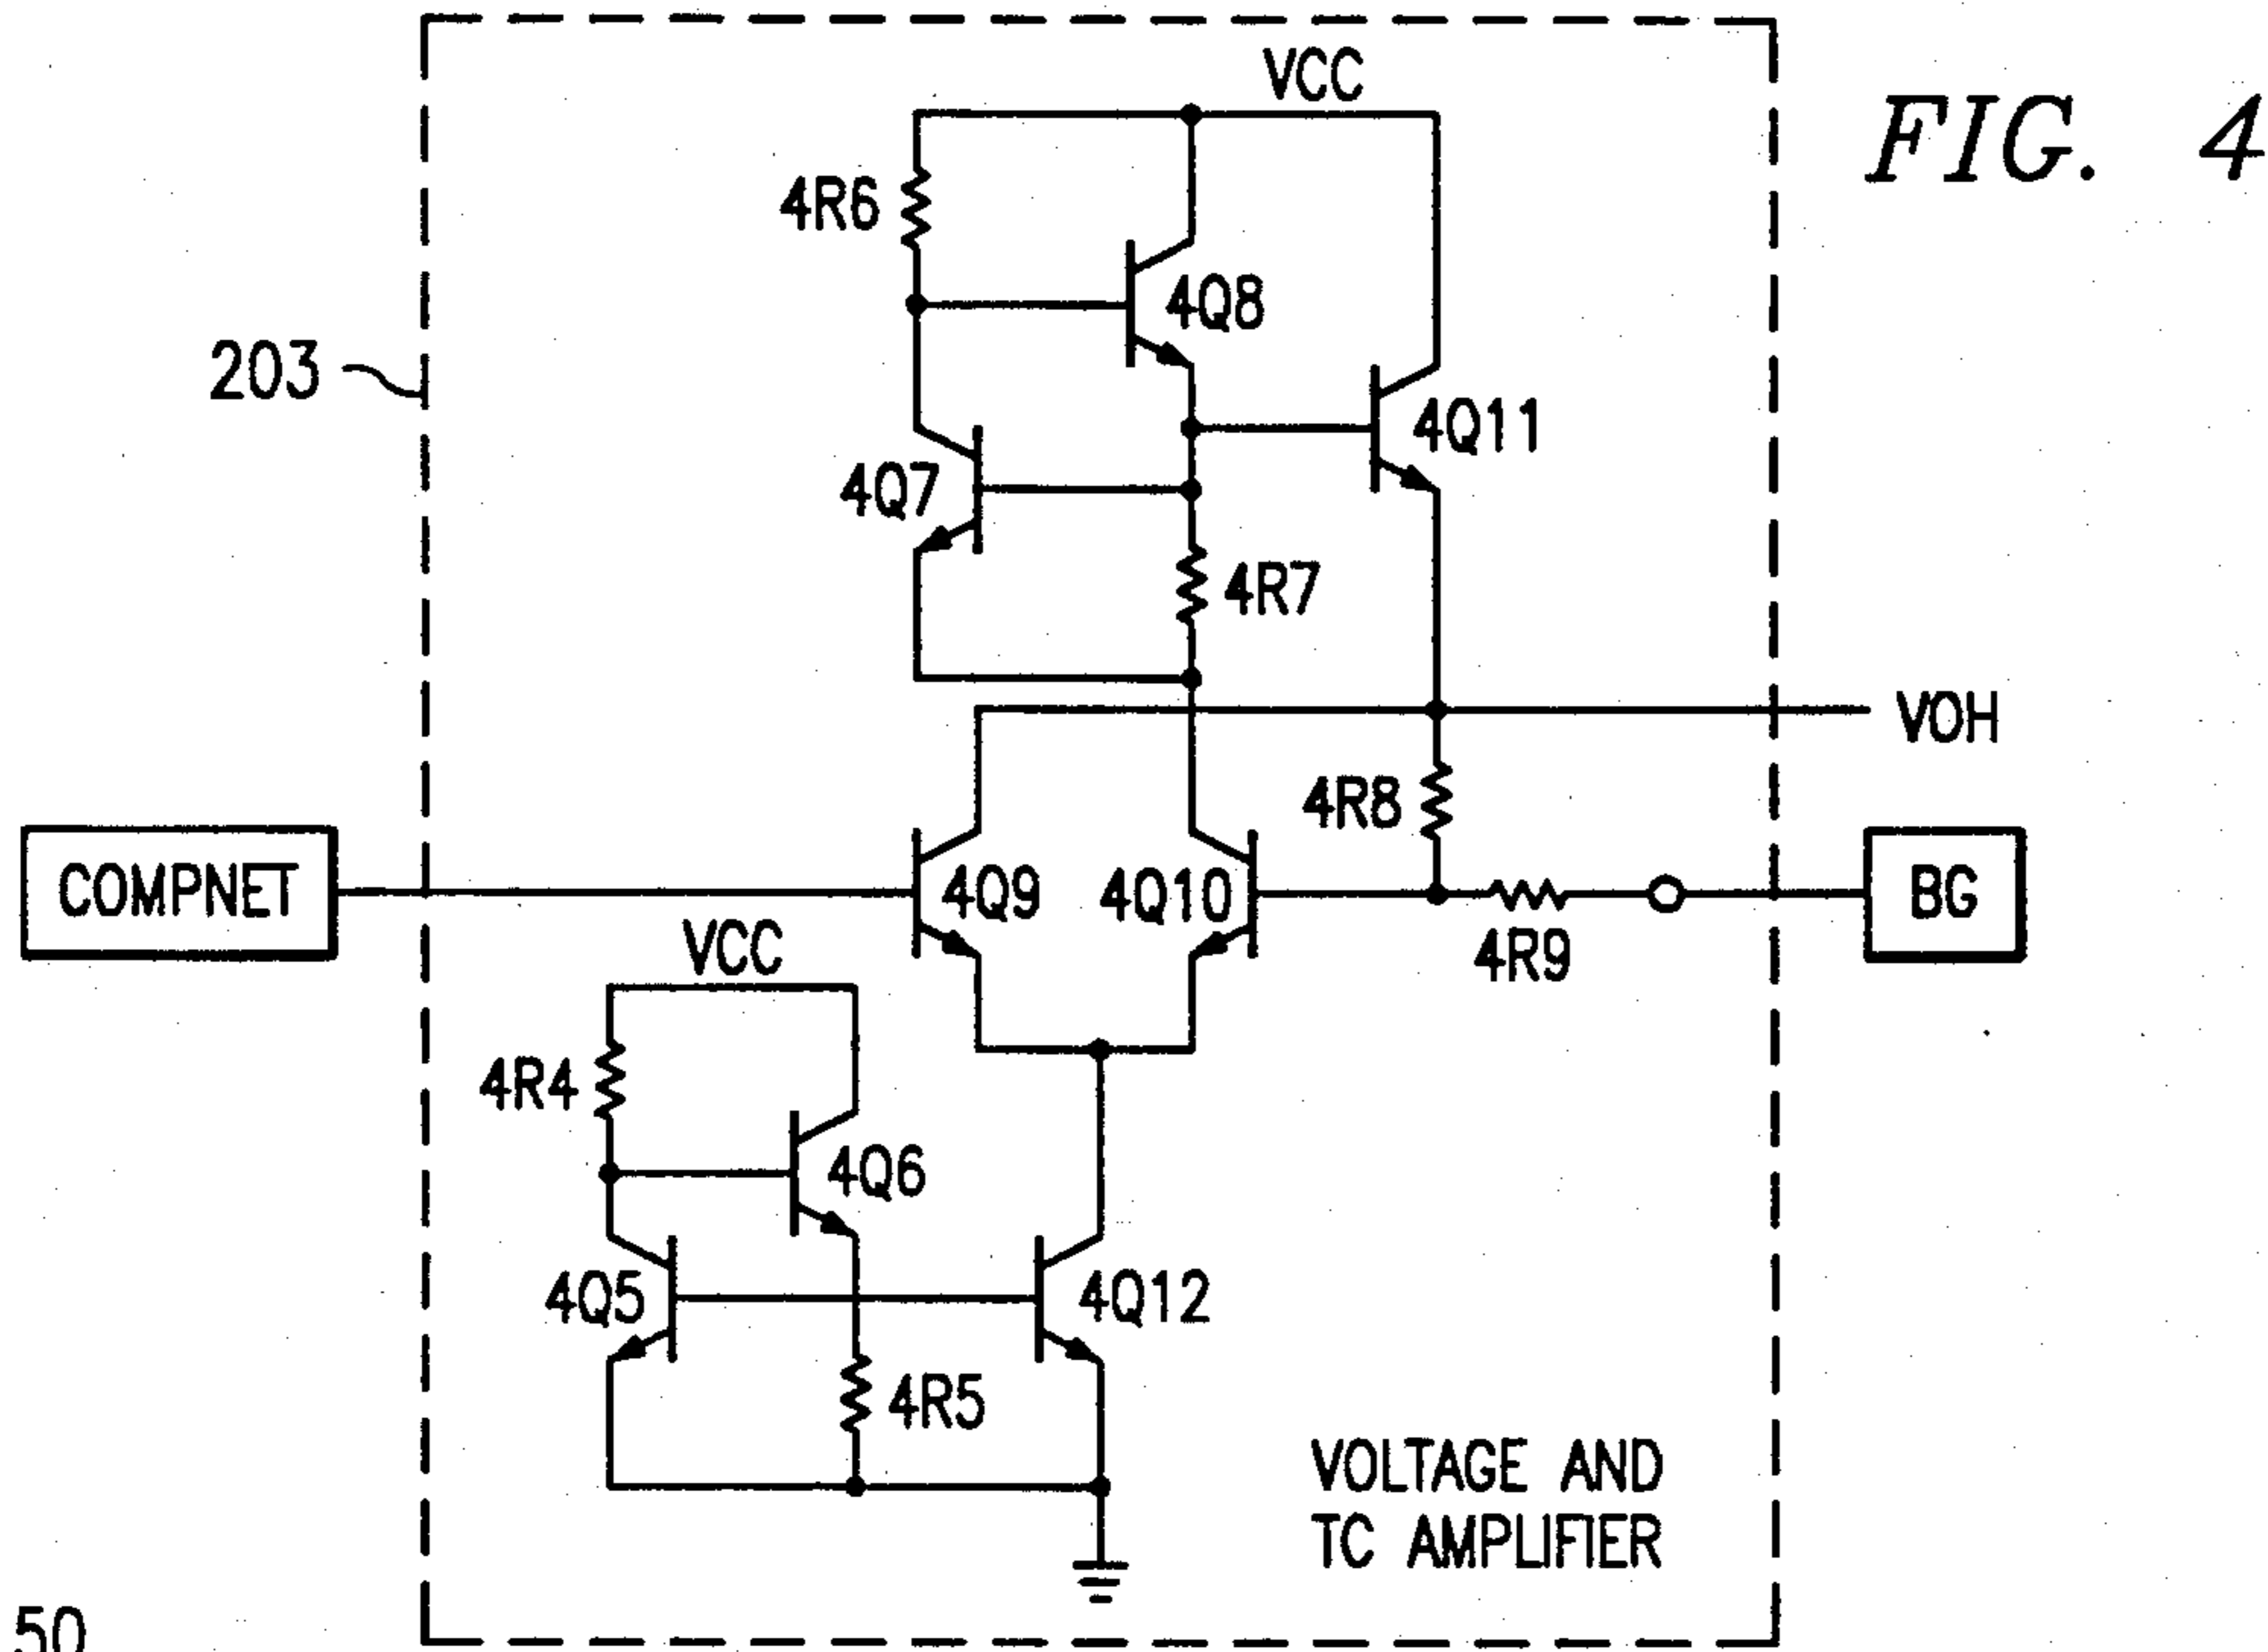 VCC
FIG. 4
4R6
4Q8
203
4Q11
4Q7
4R7
VOH
4R8
COMPNET
4Q9
4Q10
BG
VCC
4R9
4R4
4Q6
4Q5
4Q12
4R5
VOLTAGE AND
TC AMPLIFIER
50